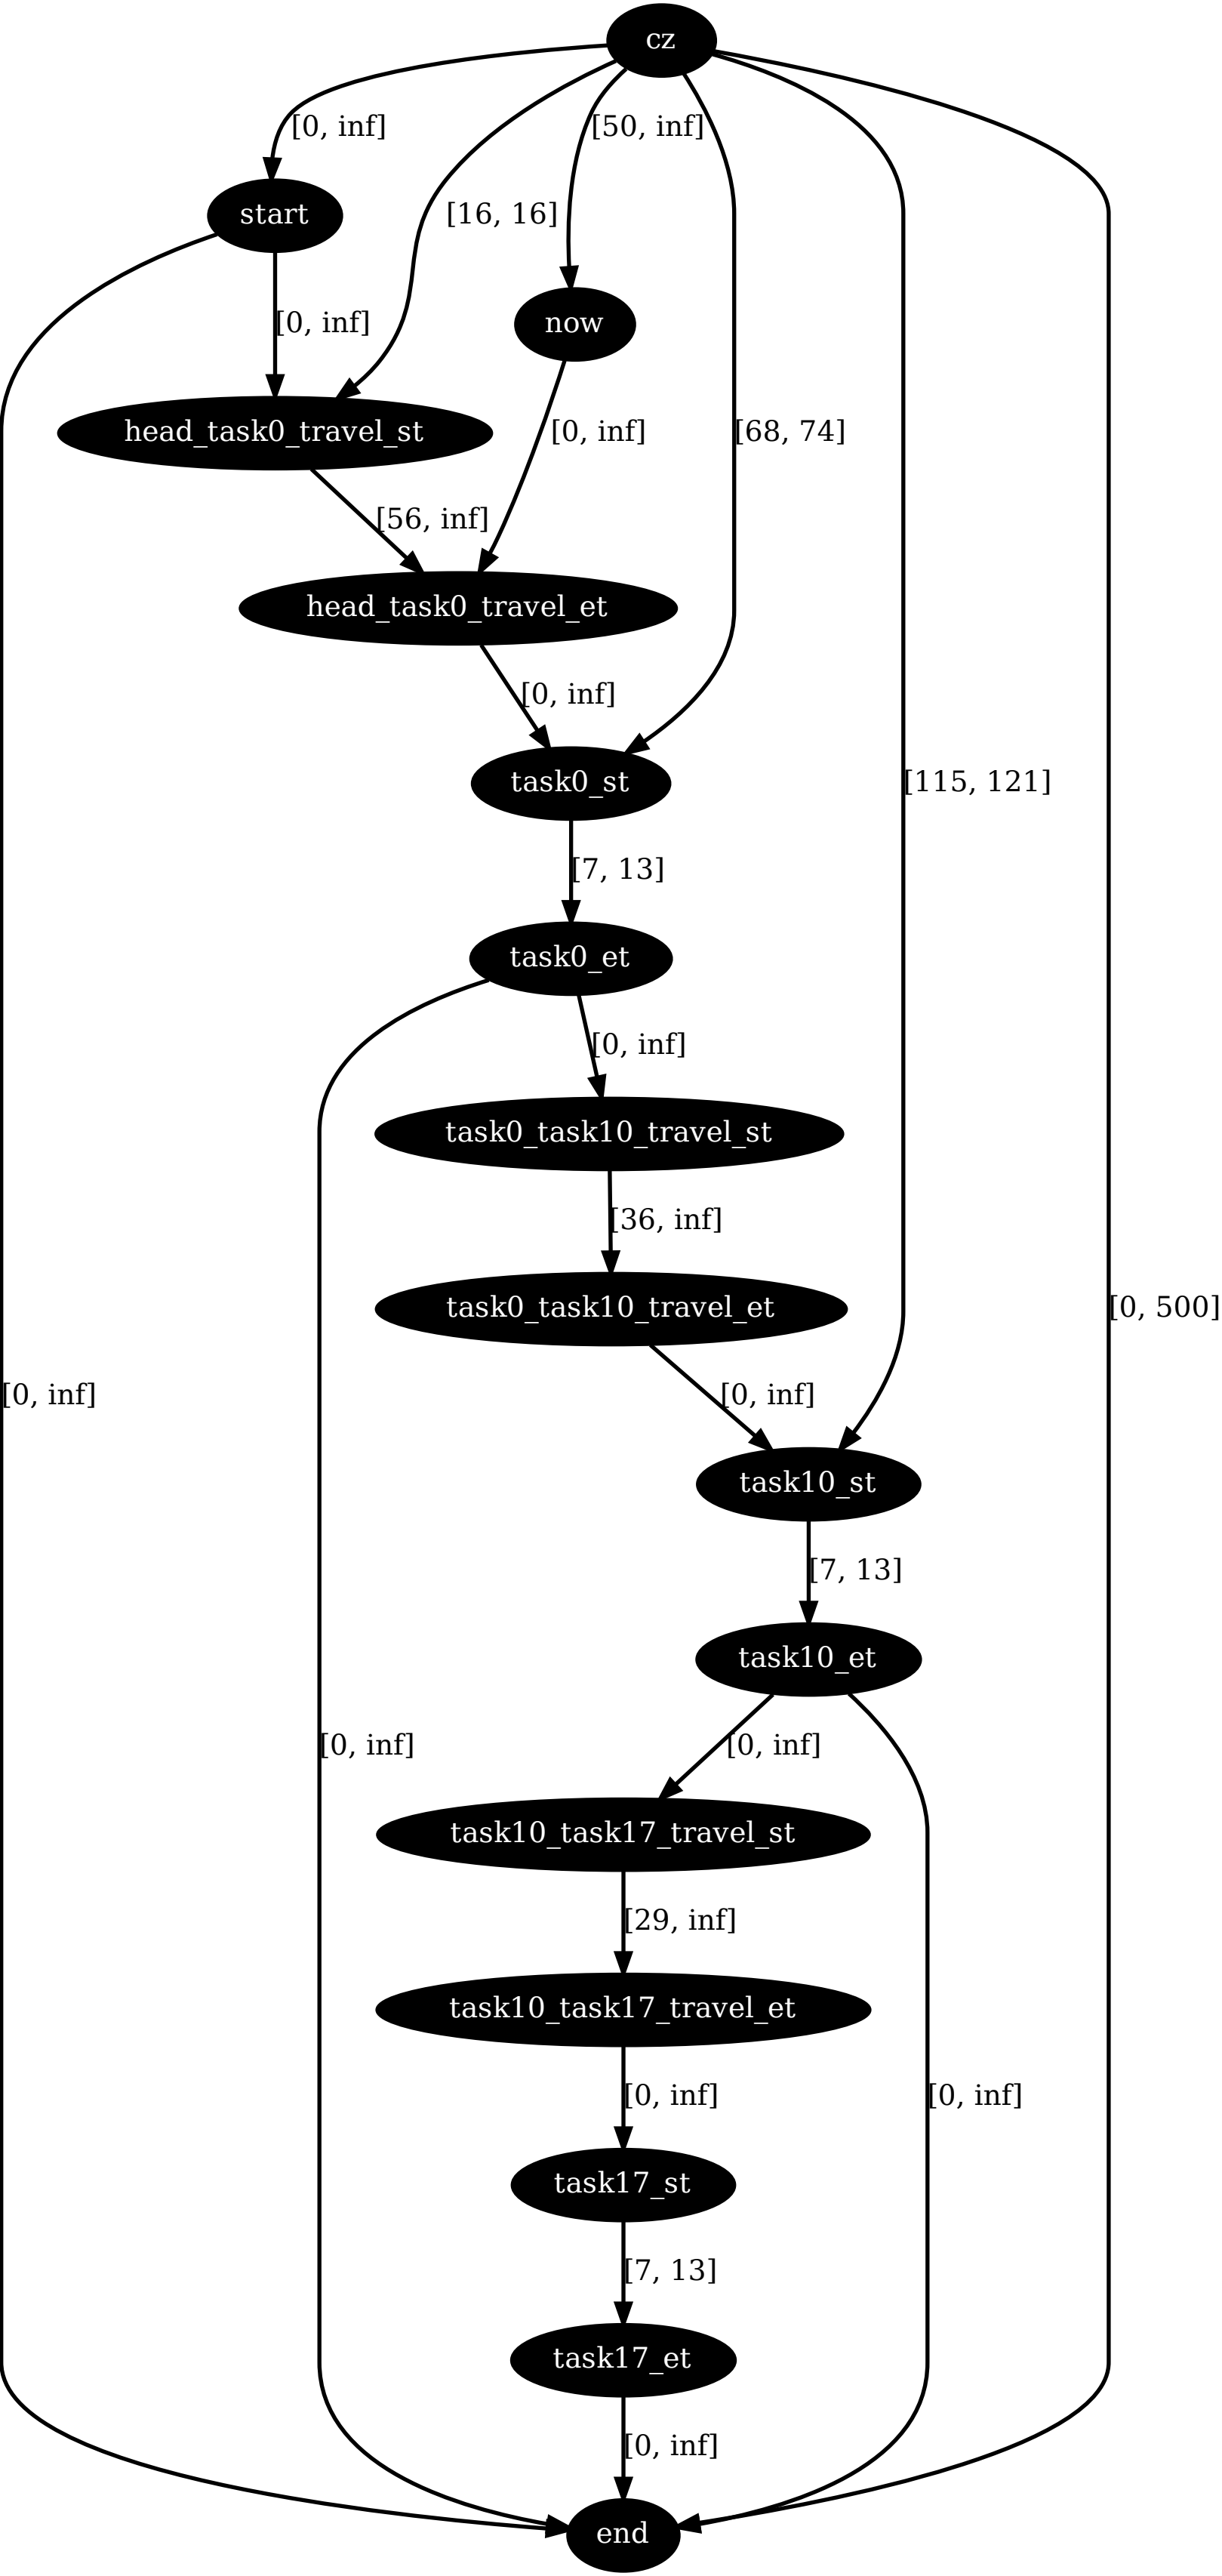 cz
[0, inf]
[50, inf]
start
[16, 16]
now
[0, inf]
head_task0_travel_st
[0, inf]
[68, 74]
[56, inf]
head_task0_travel_et
[0, inf]
task0_st
[115, 121]
[7, 13]
task0_et
[0, inf]
task0_task10_travel_st
[36, inf]
task0_task10_travel_et
[0, 500]
[0, inf]
[0, inf]
task10_st
[7, 13]
task10_et
[0, inf]
[0, inf]
task10_task17_travel_st
[29, inf]
task10_task17_travel_et
[0, inf]
[0, inf]
task17_st
[7, 13]
task17_et
[0, inf]
end